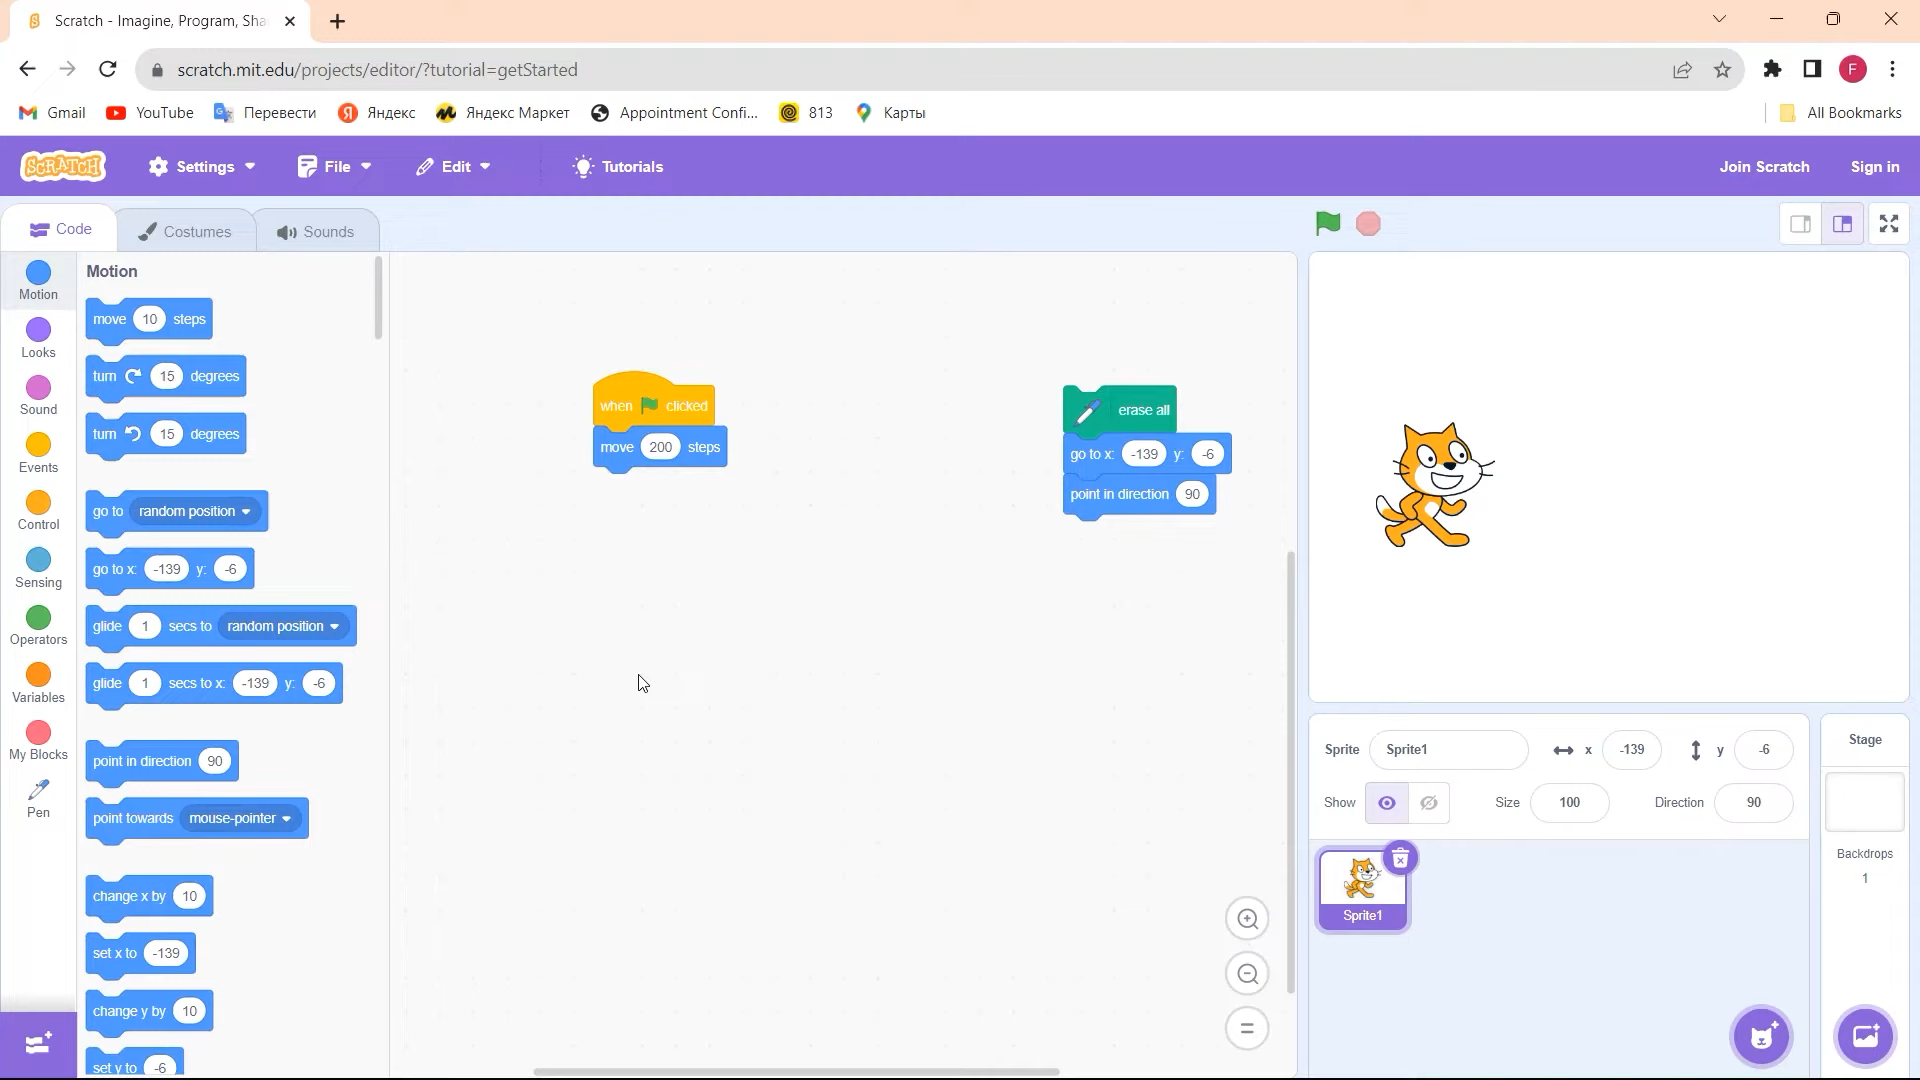 Scratch - Imagine, Program, Sha
scratch.mit.edu/projects/editor/?tutorial=getStarted
F
Gmail
YouTube
Перевести
Яндекс
Яндекс Маркет
Appointment Confi...
813
Карты
All Bookmarks
SCRATCH
Settings
File
Edit
Tutorials
Join Scratch
Sign in
Code
Costumes
Sounds
Motion
Looks
Sound
Events
Control
Sensing
Operators
Variables
My Blocks
Pen
Motion
move 10 steps
turn 15 degrees
turn 15 degrees
go to random position
go to x: -139 y: -6
glide 1 secs to random position
glide 1 secs to x: -139 y: -6
point in direction 90
point towards mouse-pointer
change x by 10
set x to -139
change y by 10
set y to -6
when clicked
move 200 steps
erase all
go to x: -139 y: -6
point in direction 90
Sprite Sprite1 x -139 y -6
Show Size 100 Direction 90
Sprite1
Stage
Backdrops
1